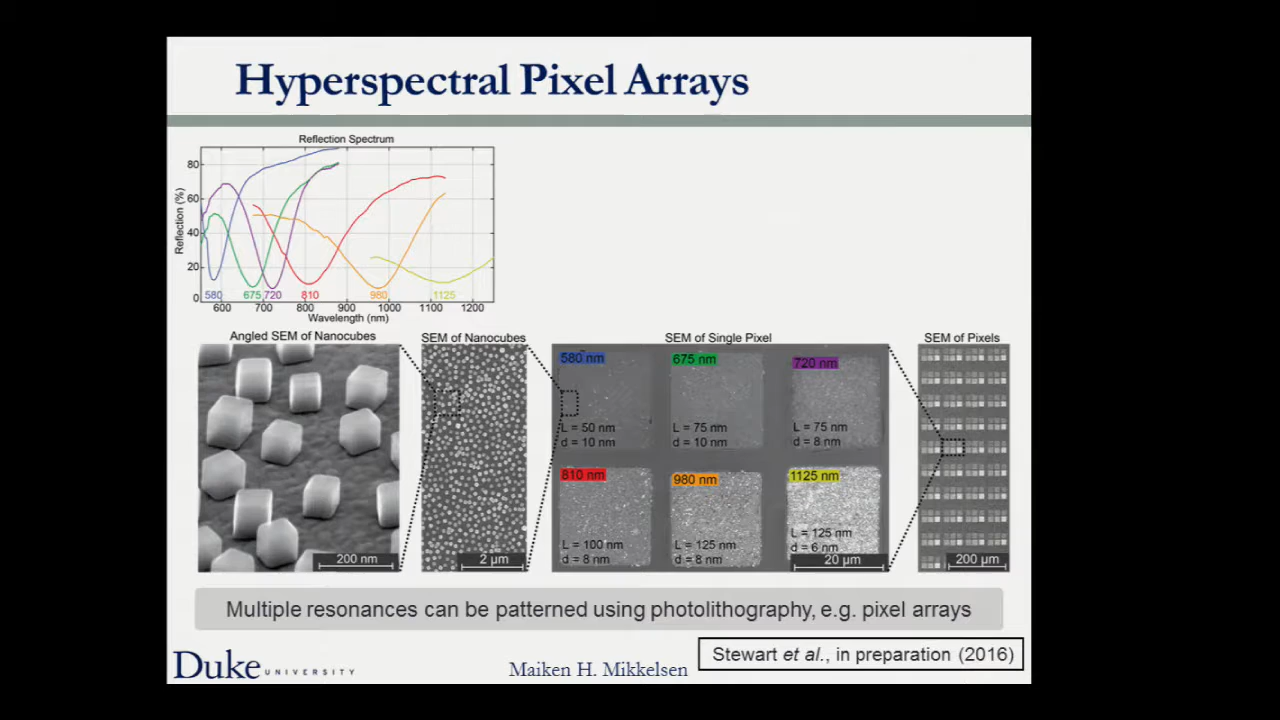 Hyperspectral Pixel Arrays
Reflection Spectrum
Reflection (%)
80
60
40
20
0
580 675 720 810 980 1125
600 700 800 900 1000 1100 1200
Wavelength (nm)
Angled SEM of Nanocubes
200 nm
SEM of Nanocubes
2 μm
SEM of Single Pixel
580 nm
L = 50 nm
d = 10 nm
675 nm
L = 75 nm
d = 10 nm
720 nm
L = 75 nm
d = 8 nm
810 nm
L = 100 nm
d = 8 nm
980 nm
L = 125 nm
d = 8 nm
1125 nm
L = 125 nm
d = 6 nm
20 μm
SEM of Pixels
200 μm
Multiple resonances can be patterned using photolithography, e.g. pixel arrays
Duke UNIVERSITY
Maiken H. Mikkelsen
Stewart et al., in preparation (2016)